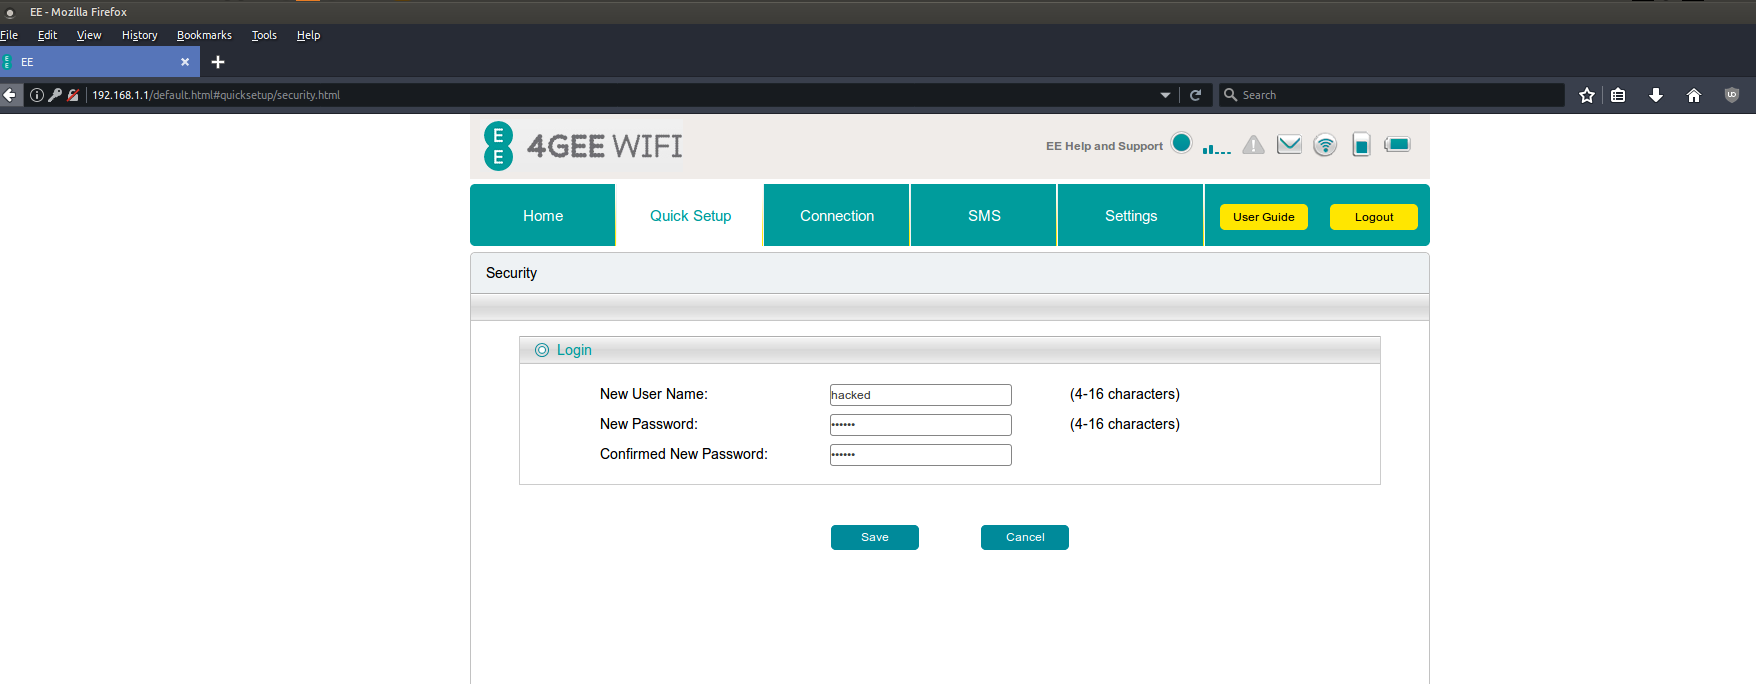 EE - Mozilla Firefox
File Edit View History Bookmarks Tools Help
EE
192.168.1.1/default.html#quicksetup/security.html
Search
E
E
4GEE WIFI
EE Help and Support
Home Quick Setup Connection SMS Settings User Guide Logout
Security
Login
New User Name: hacked (4-16 characters)
New Password: •••••• (4-16 characters)
Confirmed New Password: ••••••
Save Cancel